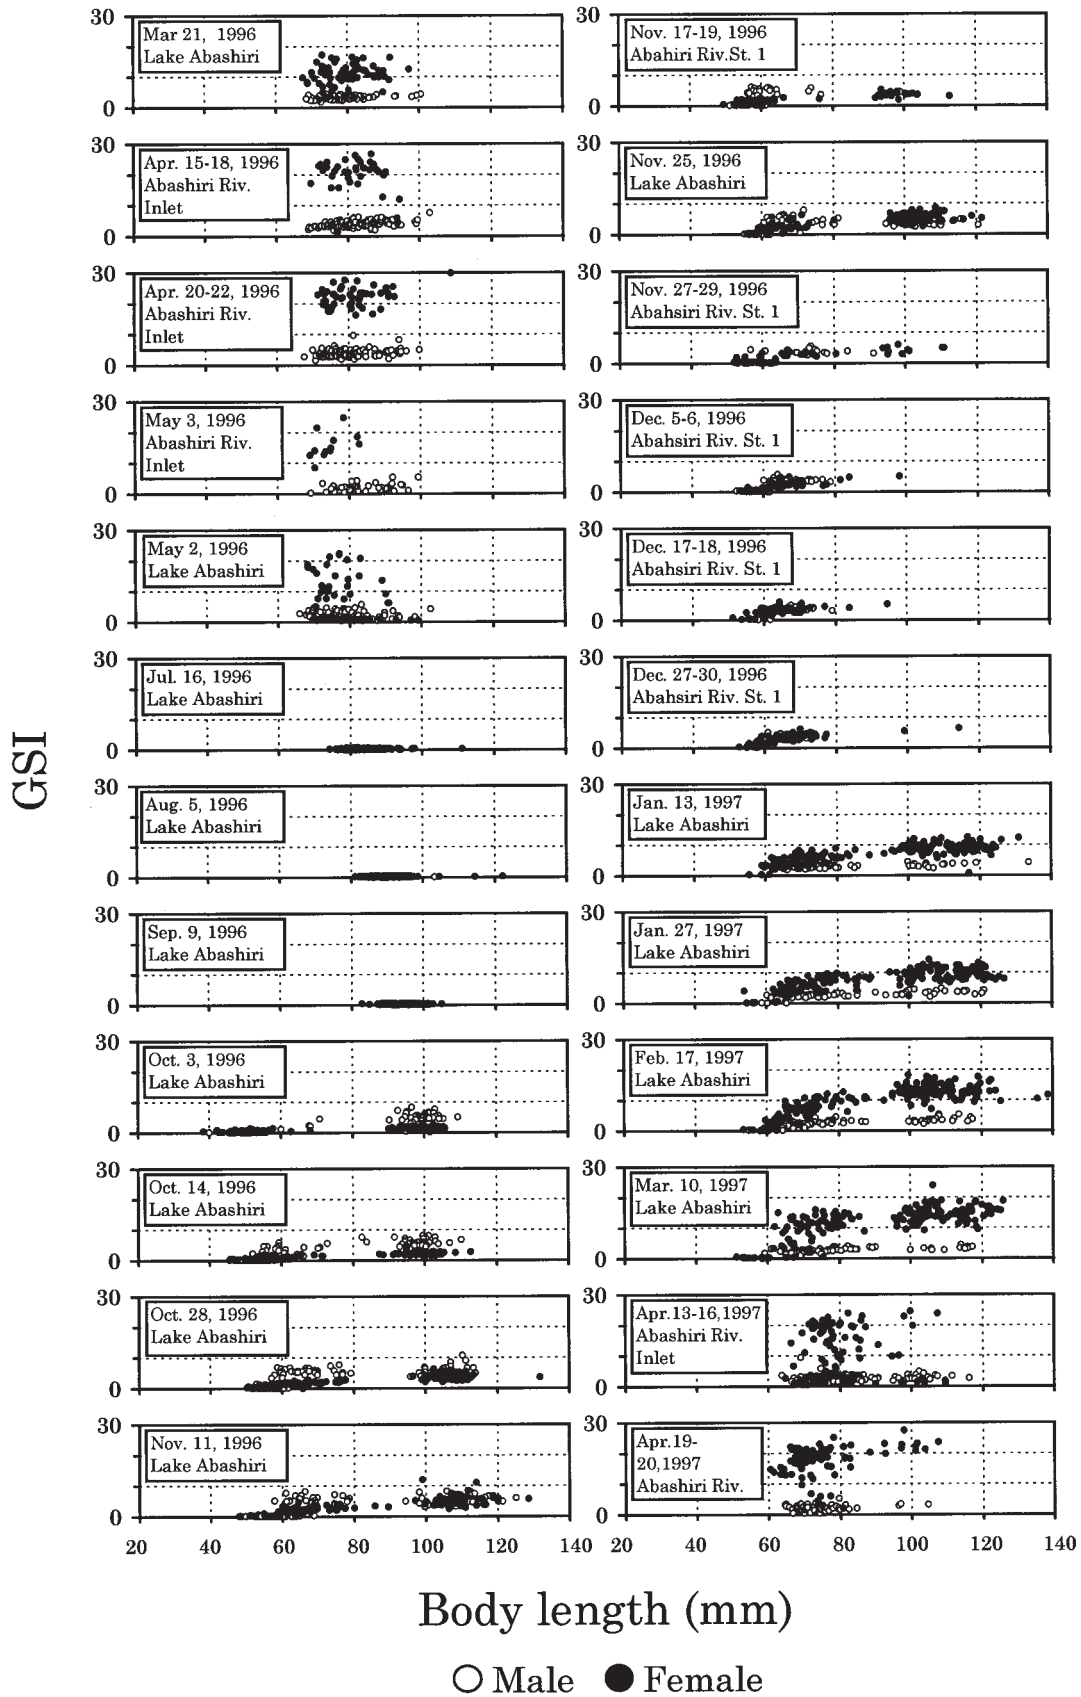 Mar 21, 1996
Lake Abashiri
30
0
Apr. 15-18, 1996
Abashiri Riv.
Inlet
30
0
Apr. 20-22, 1996
Abashiri Riv.
Inlet
30
0
May 3, 1996
Abashiri Riv.
Inlet
30
0
May 2, 1996
Lake Abashiri
30
0
Jul. 16, 1996
Lake Abashiri
30
0
Aug. 5, 1996
Lake Abashiri
30
0
Sep. 9, 1996
Lake Abashiri
30
0
Oct. 3, 1996
Lake Abashiri
30
0
Oct. 14, 1996
Lake Abashiri
30
0
Oct. 28, 1996
Lake Abashiri
30
0
Nov. 11, 1996
Lake Abashiri
30
0
20 40 60 80 100 120 140
Nov. 17-19, 1996
Abahiri Riv.St. 1
30
0
Nov. 25, 1996
Lake Abashiri
30
0
Nov. 27-29, 1996
Abahsiri Riv. St. 1
30
0
Dec. 5-6, 1996
Abahsiri Riv. St. 1
30
0
Dec. 17-18, 1996
Abahsiri Riv. St. 1
30
0
Dec. 27-30, 1996
Abahsiri Riv. St. 1
30
0
Jan. 13, 1997
Lake Abashiri
30
0
Jan. 27, 1997
Lake Abashiri
30
0
Feb. 17, 1997
Lake Abashiri
30
0
Mar. 10, 1997
Lake Abashiri
30
0
Apr.13-16,1997
Abashiri Riv.
Inlet
30
0
Apr.19-
20,1997
Abashiri Riv.
30
0
20 40 60 80 100 120 140
GSI
Body length (mm)
Male Female